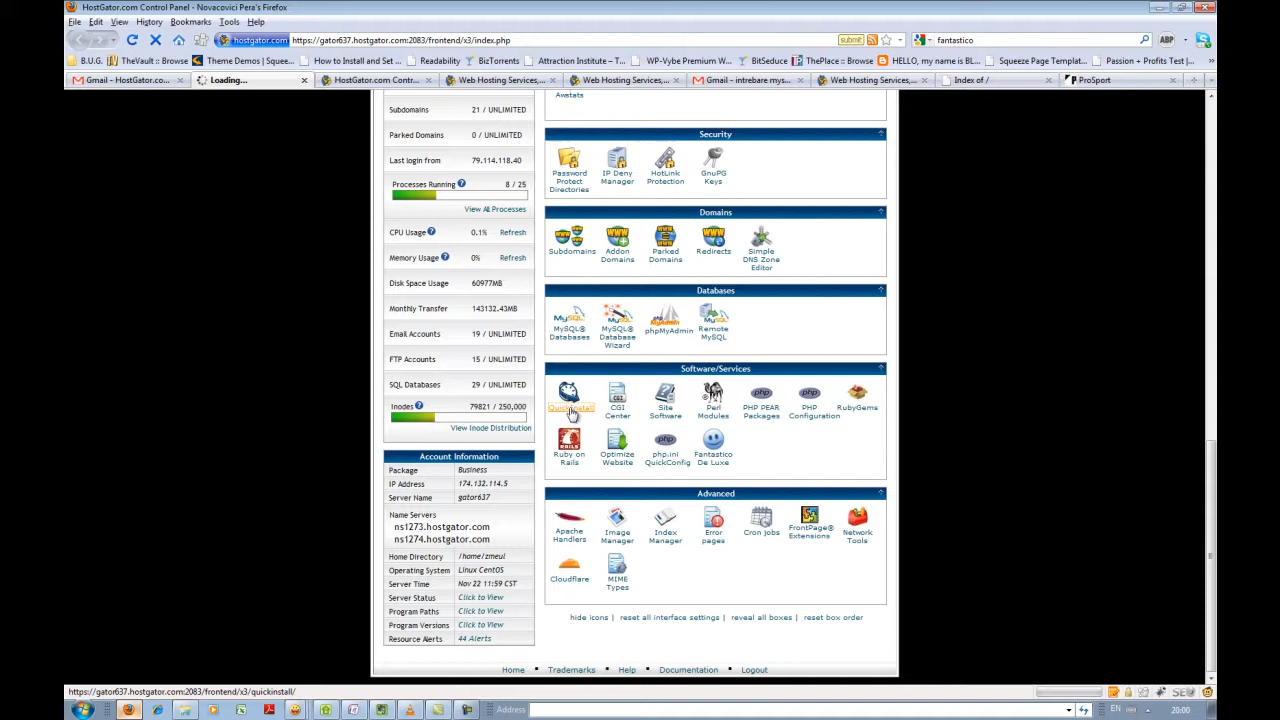 HostGator.com Control Panel - Novacovici Pera's Firefox
File Edit View History Bookmarks Tools Help
hostgator.com https://gator637.hostgator.com:2083/frontend/x3/index.php submit fantastico ABP
B.U.G. TheVault :: Browse Theme Demos | Squee... How to Install and Set ... Readability BitTurn :: Browse Attraction Institute - ... WP-Vybe Premium W... BitSeduce ThePlace :: Browse HELLO, my name is BL... Squeeze Page Templat... Passion + Profits Test ...
Gmail - HostGator.co... Loading... HostGator.com Contr... Web Hosting Services,... Web Hosting Services,... Gmail - intrebare mys... Web Hosting Services,... Index of / ProSport
Awstats
Subdomains 21 / UNLIMITED
Parked Domains 0 / UNLIMITED
Last login from 79.114.118.40
Processes Running 8 / 25
View All Processes
CPU Usage 0.1% Refresh
Memory Usage 0% Refresh
Disk Space Usage 60977MB
Monthly Transfer 143132.43MB
Email Accounts 19 / UNLIMITED
FTP Accounts 15 / UNLIMITED
SQL Databases 29 / UNLIMITED
Inodes 79821 / 250,000
View Inode Distribution
Account Information
Package Business
IP Address 174.132.114.5
Server Name gator637
Name Servers
ns1273.hostgator.com
ns1274.hostgator.com
Home Directory /home/zmeul
Operating System Linux CentOS
Server Time Nov 22 11:59 CST
Server Status Click to View
Program Paths Click to View
Program Versions Click to View
Resource Alerts 44 Alerts
Security
Password Protect Directories
IP Deny Manager
HotLink Protection
GnuPG Keys
Domains
Subdomains
Addon Domains
Parked Domains
Redirects
Simple DNS Zone Editor
Databases
MySQL® Databases
MySQL® Database Wizard
phpMyAdmin
Remote MySQL
Software/Services
QuickInstall
CGI Center
Site Software
Perl Modules
PHP PEAR Packages
PHP Configuration
RubyGems
Ruby on Rails
Optimize Website
php.ini QuickConfig
Fantastico De Luxe
Advanced
Apache Handlers
Image Manager
Index Manager
Error pages
Cron jobs
FrontPage® Extensions
Network Tools
Cloudflare
MIME Types
hide icons | reset all interface settings | reveal all boxes | reset box order
Home Trademarks Help Documentation Logout
https://gator637.hostgator.com:2083/frontend/x3/quickinstall/
Address EN 20:00